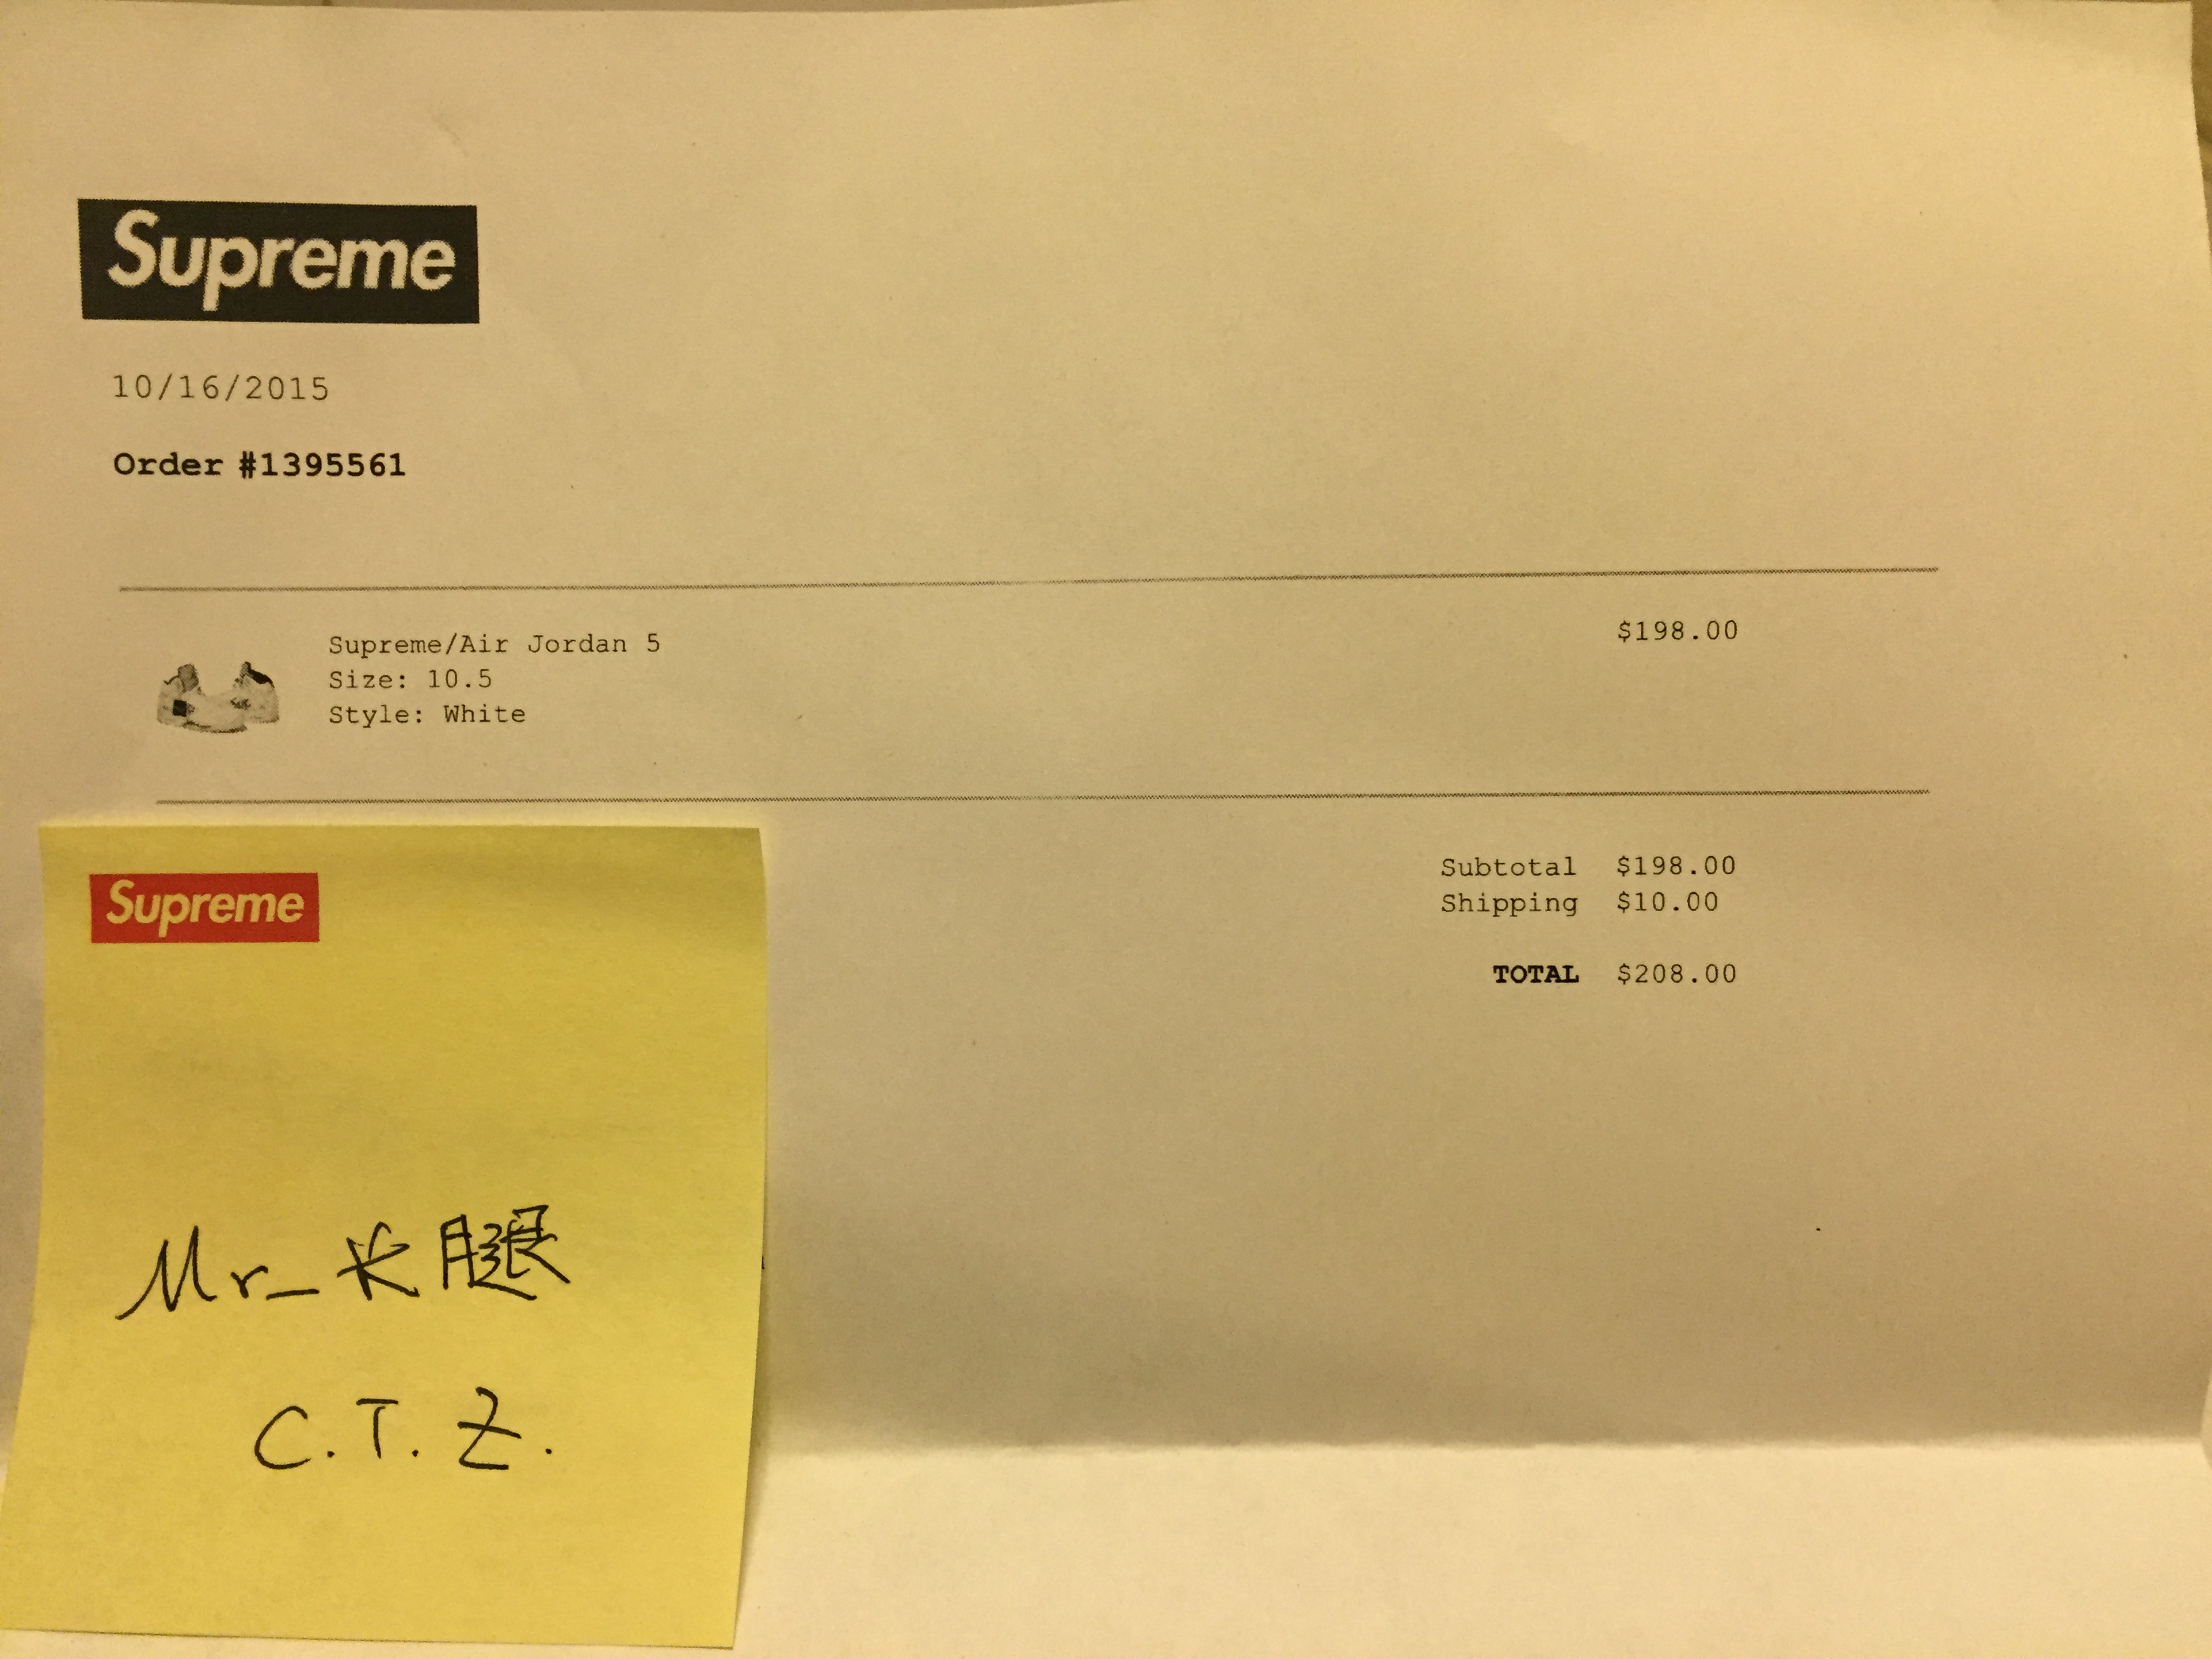 Supreme
10/16/2015
Order #1395561
Supreme/Air Jordan 5 $198.00
Size: 10.5
Style: White
Subtotal $198.00
Shipping $10.00
TOTAL $208.00
Supreme
Mr_长腿
C.T.Z.